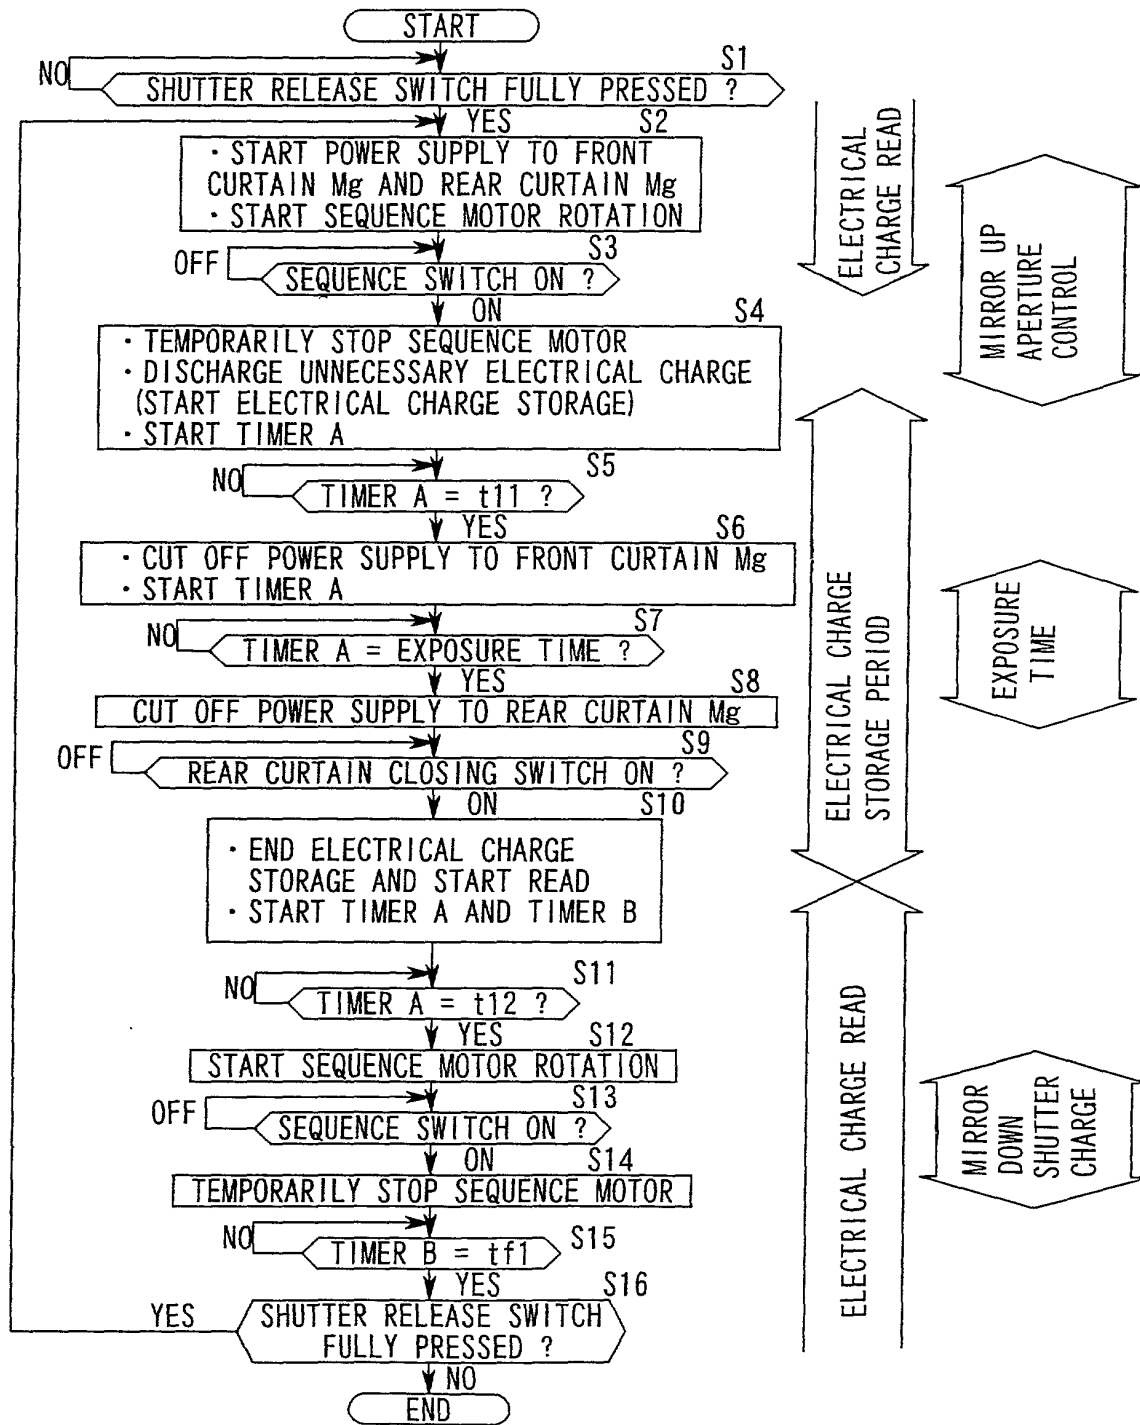 START
S1
NO
SHUTTER RELEASE SWITCH FULLY PRESSED ?
YES
S2
· START POWER SUPPLY TO FRONT
CURTAIN Mg AND REAR CURTAIN Mg
· START SEQUENCE MOTOR ROTATION
S3
OFF
SEQUENCE SWITCH ON ?
ON
S4
· TEMPORARILY STOP SEQUENCE MOTOR
· DISCHARGE UNNECESSARY ELECTRICAL CHARGE
(START ELECTRICAL CHARGE STORAGE)
· START TIMER A
S5
NO
TIMER A = t11 ?
YES
S6
· CUT OFF POWER SUPPLY TO FRONT CURTAIN Mg
· START TIMER A
S7
NO
TIMER A = EXPOSURE TIME ?
YES
S8
CUT OFF POWER SUPPLY TO REAR CURTAIN Mg
S9
OFF
REAR CURTAIN CLOSING SWITCH ON ?
ON
S10
· END ELECTRICAL CHARGE
STORAGE AND START READ
· START TIMER A AND TIMER B
S11
NO
TIMER A = t12 ?
YES
S12
START SEQUENCE MOTOR ROTATION
S13
OFF
SEQUENCE SWITCH ON ?
ON
S14
TEMPORARILY STOP SEQUENCE MOTOR
NO
S15
TIMER B = tf1
YES
S16
YES
SHUTTER RELEASE SWITCH
FULLY PRESSED ?
NO
END
ELECTRICAL
CHARGE READ
MIRROR UP
APERTURE
CONTROL
ELECTRICAL CHARGE
STORAGE PERIOD
EXPOSURE
TIME
ELECTRICAL CHARGE READ
MIRROR
DOWN
SHUTTER
CHARGE